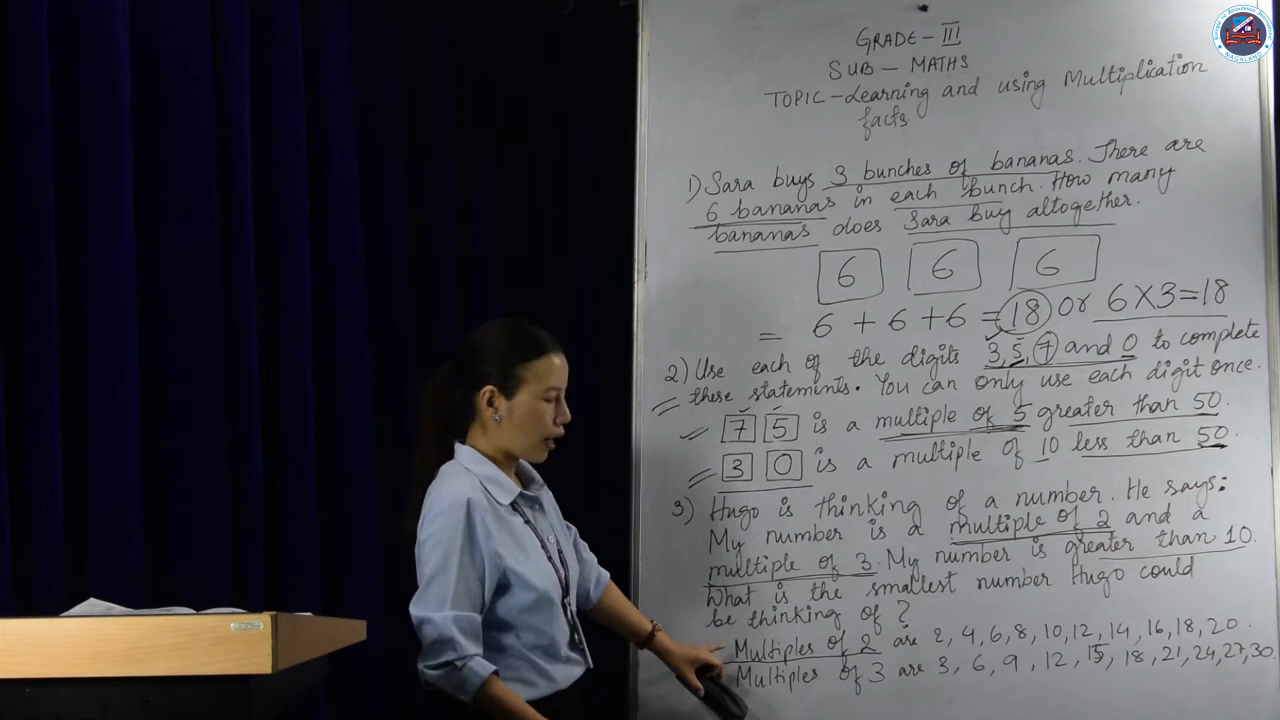 GRADE - III
SUB - MATHS
TOPIC - Learning and using Multiplication
facts
1) Sara buys 3 bunches of bananas. There are
6 bananas in each bunch. How many
bananas does Sara buy altogether.
6 6 6
= 6 + 6 + 6 = 18 or 6 X 3 = 18
2) Use each of the digits 3, 5, 7 and 0 to complete
these statements. You can only use each digit once.
7 5 is a multiple of 5 greater than 50.
3 0 is a multiple of 10 less than 50.
3) Hugo is thinking of a number. He says:
My number is a multiple of 2 and a
multiple of 3. My number is greater than 10.
What is the smallest number Hugo could
be thinking of?
Multiples of 2 are 2, 4, 6, 8, 10, 12, 14, 16, 18, 20.
Multiples of 3 are 3, 6, 9, 12, 15, 18, 21, 24, 27, 30
NAGALAND